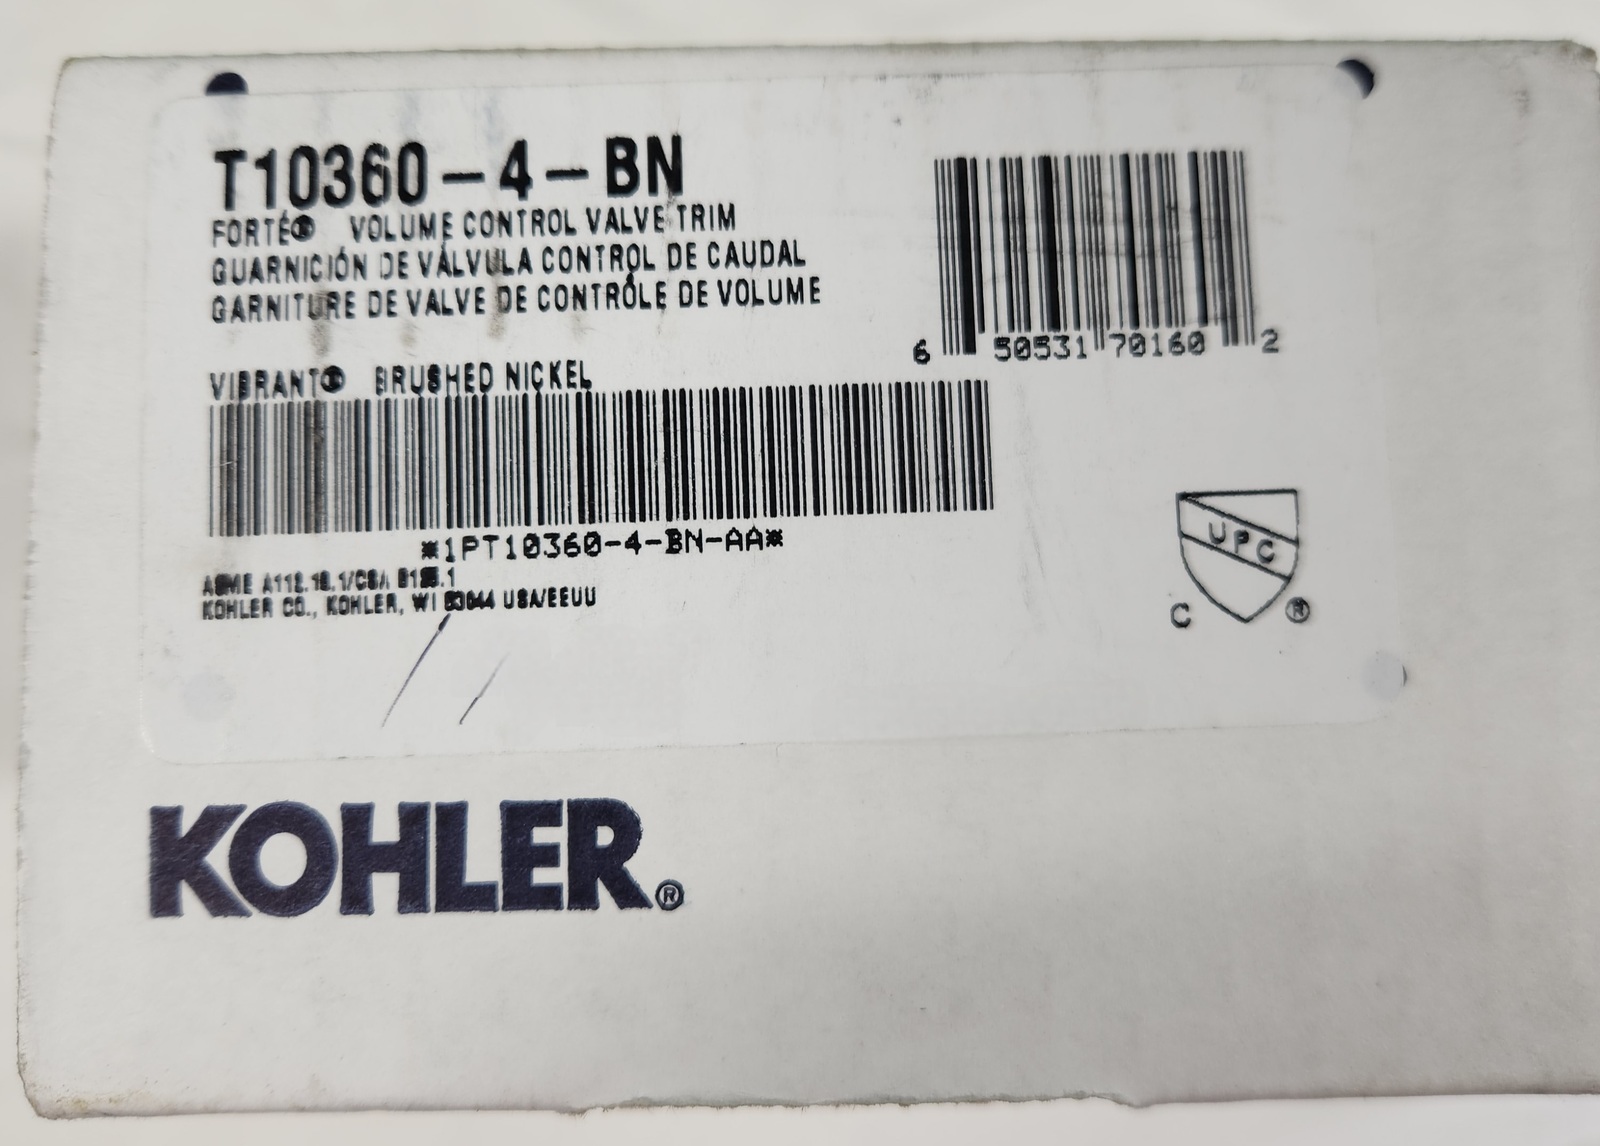 T10360-4-BN
FORTÉ® VOLUME CONTROL VALVE TRIM
GUARNICIÓN DE VÁLVULA CONTROL DE CAUDAL
GARNITURE DE VALVE DE CONTRÔLE DE VOLUME
6 50531 70160 2
VIBRANT® BRUSHED NICKEL
*1PT10360-4-BN-AA*
ASME A112.18.1/CSA B125.1
KOHLER CO., KOHLER, WI 53044 USA/EEUU
UPC
C ®
KOHLER®